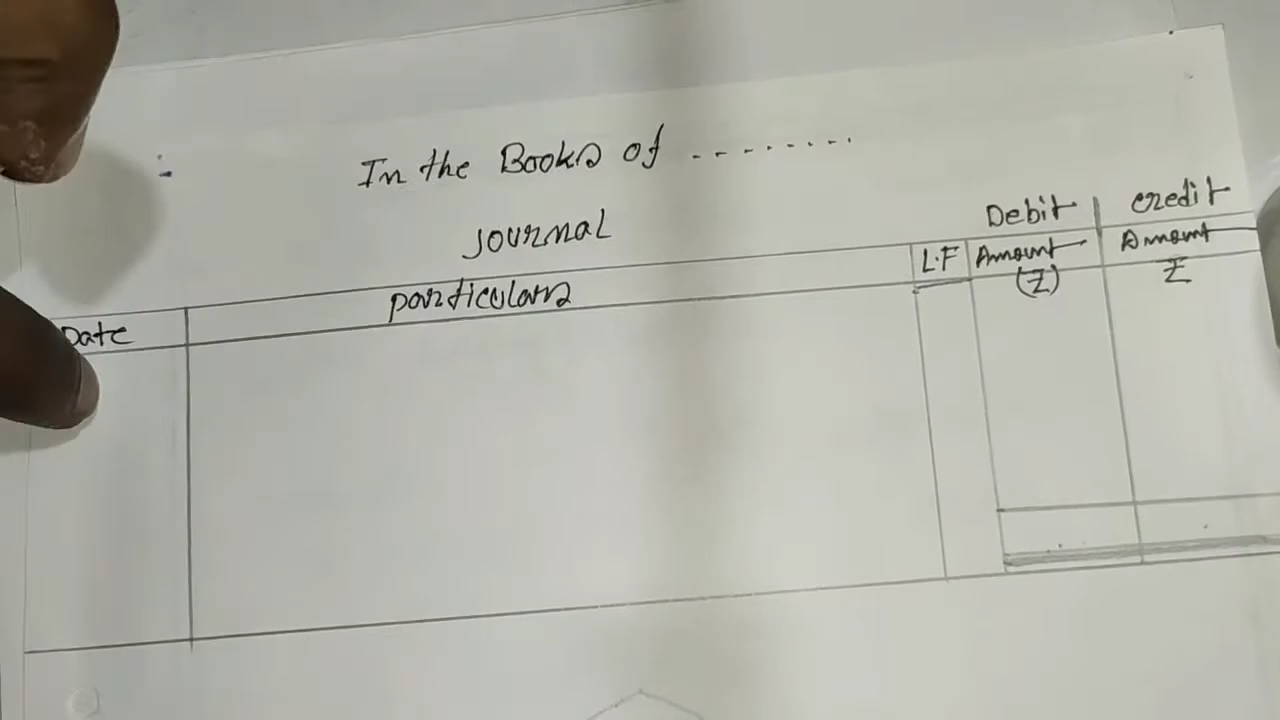 In the Books of ........
Journal
Date
particulars
L.F
Debit Amount (₹)
credit Amount ₹